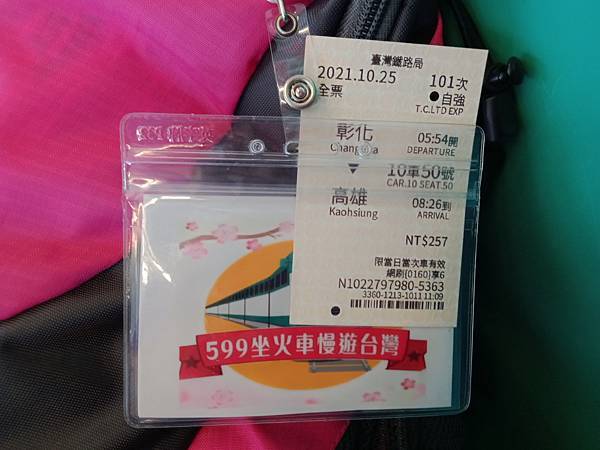 臺灣鐵路局
2021.10.25 101次
全票 ●自強
T.C.LTD EXP
彰化 05:54開
Changhua DEPARTURE
10車50號
CAR.10 SEAT.50
高雄 08:26到
Kaohsiung ARRIVAL
NT$257
限當日當次車有效
網刷{0160}享6
N1022797980-5363
3360-1213-1011 11:09
599坐火車慢遊台灣